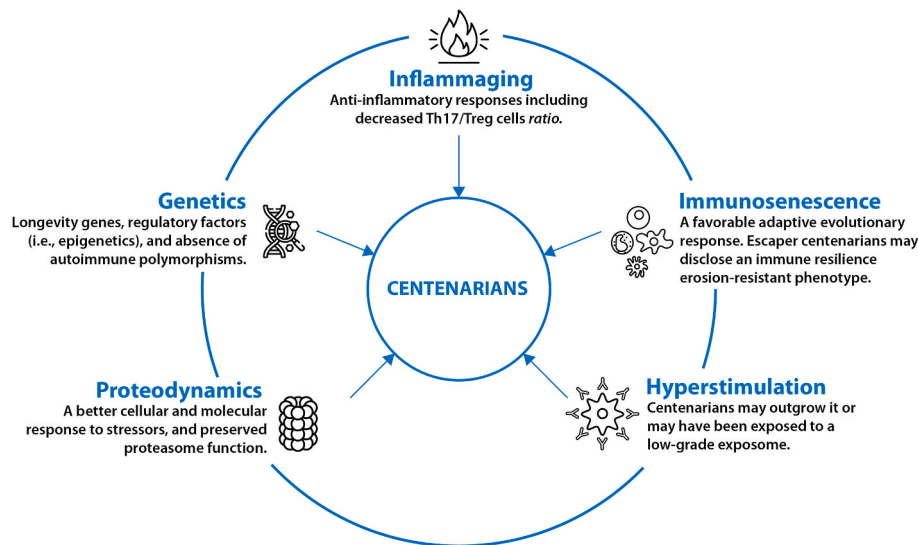 Inflammaging
Anti-inflammatory responses including
decreased Th17/Treg cells ratio.
Genetics
Longevity genes, regulatory factors
(i.e., epigenetics), and absence of
autoimmune polymorphisms.
Immunosenescence
A favorable adaptive evolutionary
response. Escaper centenarians may
disclose an immune resilience
erosion-resistant phenotype.
CENTENARIANS
Proteodynamics
A better cellular and molecular
response to stressors, and preserved
proteasome function.
Hyperstimulation
Centenarians may outgrow it or
may have been exposed to a
low-grade exposome.